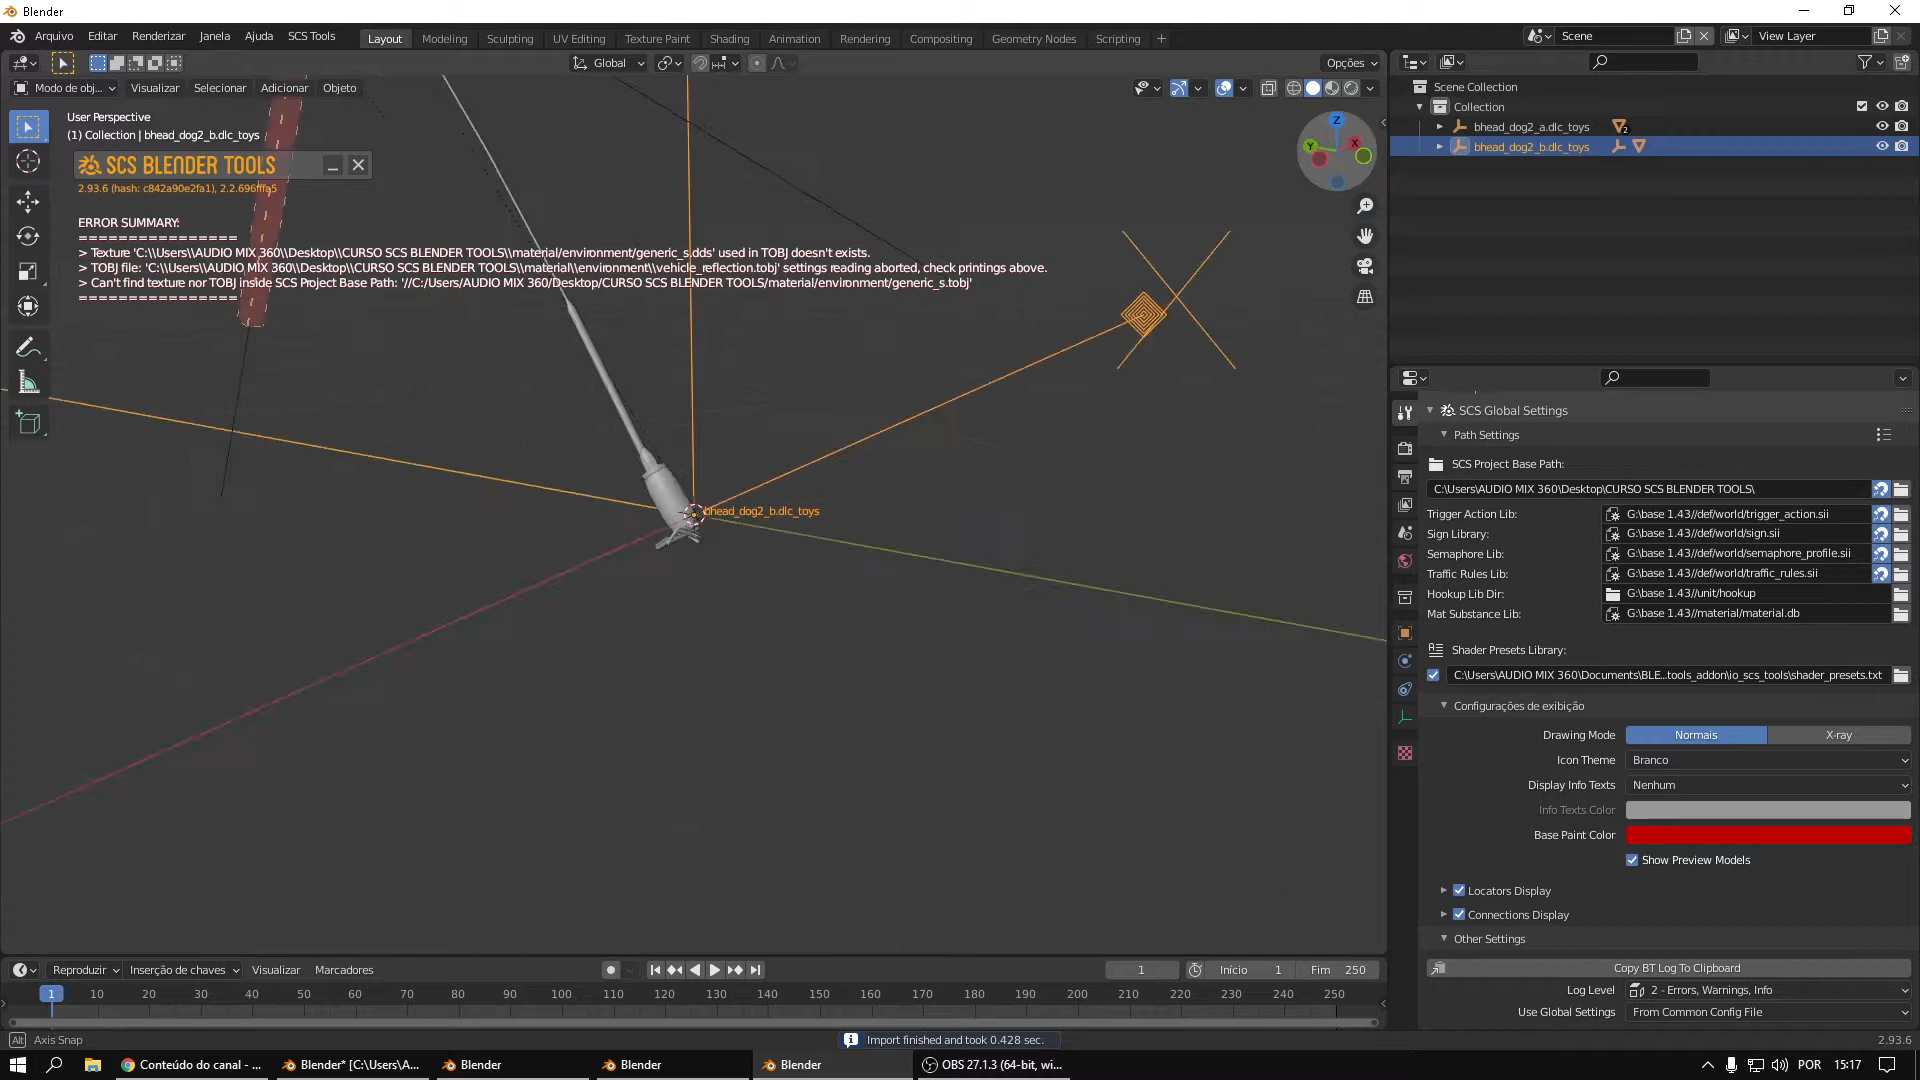 Blender
Arquivo Editar Renderizar Janela Ajuda SCS Tools Layout Modeling Sculpting UV Editing Texture Paint Shading Animation Rendering Compositing Geometry Nodes Scripting + Scene View Layer
Global Opções
Modo de obj... Visualizar Selecionar Adicionar Objeto
User Perspective
(1) Collection | bhead_dog2_b.dlc_toys
SCS BLENDER TOOLS
2.93.6 (hash: c842a90e2fa1), 2.2.696fffa5
ERROR SUMMARY:
================
> Texture 'C:\\Users\\AUDIO MIX 360\\Desktop\\CURSO SCS BLENDER TOOLS\\material/environment/generic_s.dds' used in TOBJ doesn't exists.
> TOBJ file: 'C:\\Users\\AUDIO MIX 360\\Desktop\\CURSO SCS BLENDER TOOLS\\material\\environment\\vehicle_reflection.tobj' settings reading aborted, check printings above.
> Can't find texture nor TOBJ inside SCS Project Base Path: '//C:/Users/AUDIO MIX 360/Desktop/CURSO SCS BLENDER TOOLS/material/environment/generic_s.tobj'
================
Z
Y X
bhead_dog2_b.dlc_toys
Scene Collection
Collection
bhead_dog2_a.dlc_toys 2
bhead_dog2_b.dlc_toys
SCS Global Settings
Path Settings
SCS Project Base Path:
C:\Users\AUDIO MIX 360\Desktop\CURSO SCS BLENDER TOOLS\
Trigger Action Lib: G:\base 1.43//def/world/trigger_action.sii
Sign Library: G:\base 1.43//def/world/sign.sii
Semaphore Lib: G:\base 1.43//def/world/semaphore_profile.sii
Traffic Rules Lib: G:\base 1.43//def/world/traffic_rules.sii
Hookup Lib Dir: G:\base 1.43//unit/hookup
Mat Substance Lib: G:\base 1.43//material/material.db
Shader Presets Library:
C:\Users\AUDIO MIX 360\Documents\BLE...tools_addon\io_scs_tools\shader_presets.txt
Configurações de exibição
Drawing Mode Normais X-ray
Icon Theme Branco
Display Info Texts Nenhum
Info Texts Color
Base Paint Color
Show Preview Models
Locators Display
Connections Display
Other Settings
Copy BT Log To Clipboard
Log Level 2 - Errors, Warnings, Info
Use Global Settings From Common Config File
Reproduzir Inserção de chaves Visualizar Marcadores 1 Início 1 Fim 250
1 10 20 30 40 50 60 70 80 90 100 110 120 130 140 150 160 170 180 190 200 210 220 230 240 250
Alt Axis Snap Import finished and took 0.428 sec. 2.93.6
Conteúdo do canal - ... Blender* [C:\Users\A... Blender Blender Blender OBS 27.1.3 (64-bit, wi... POR 15:17